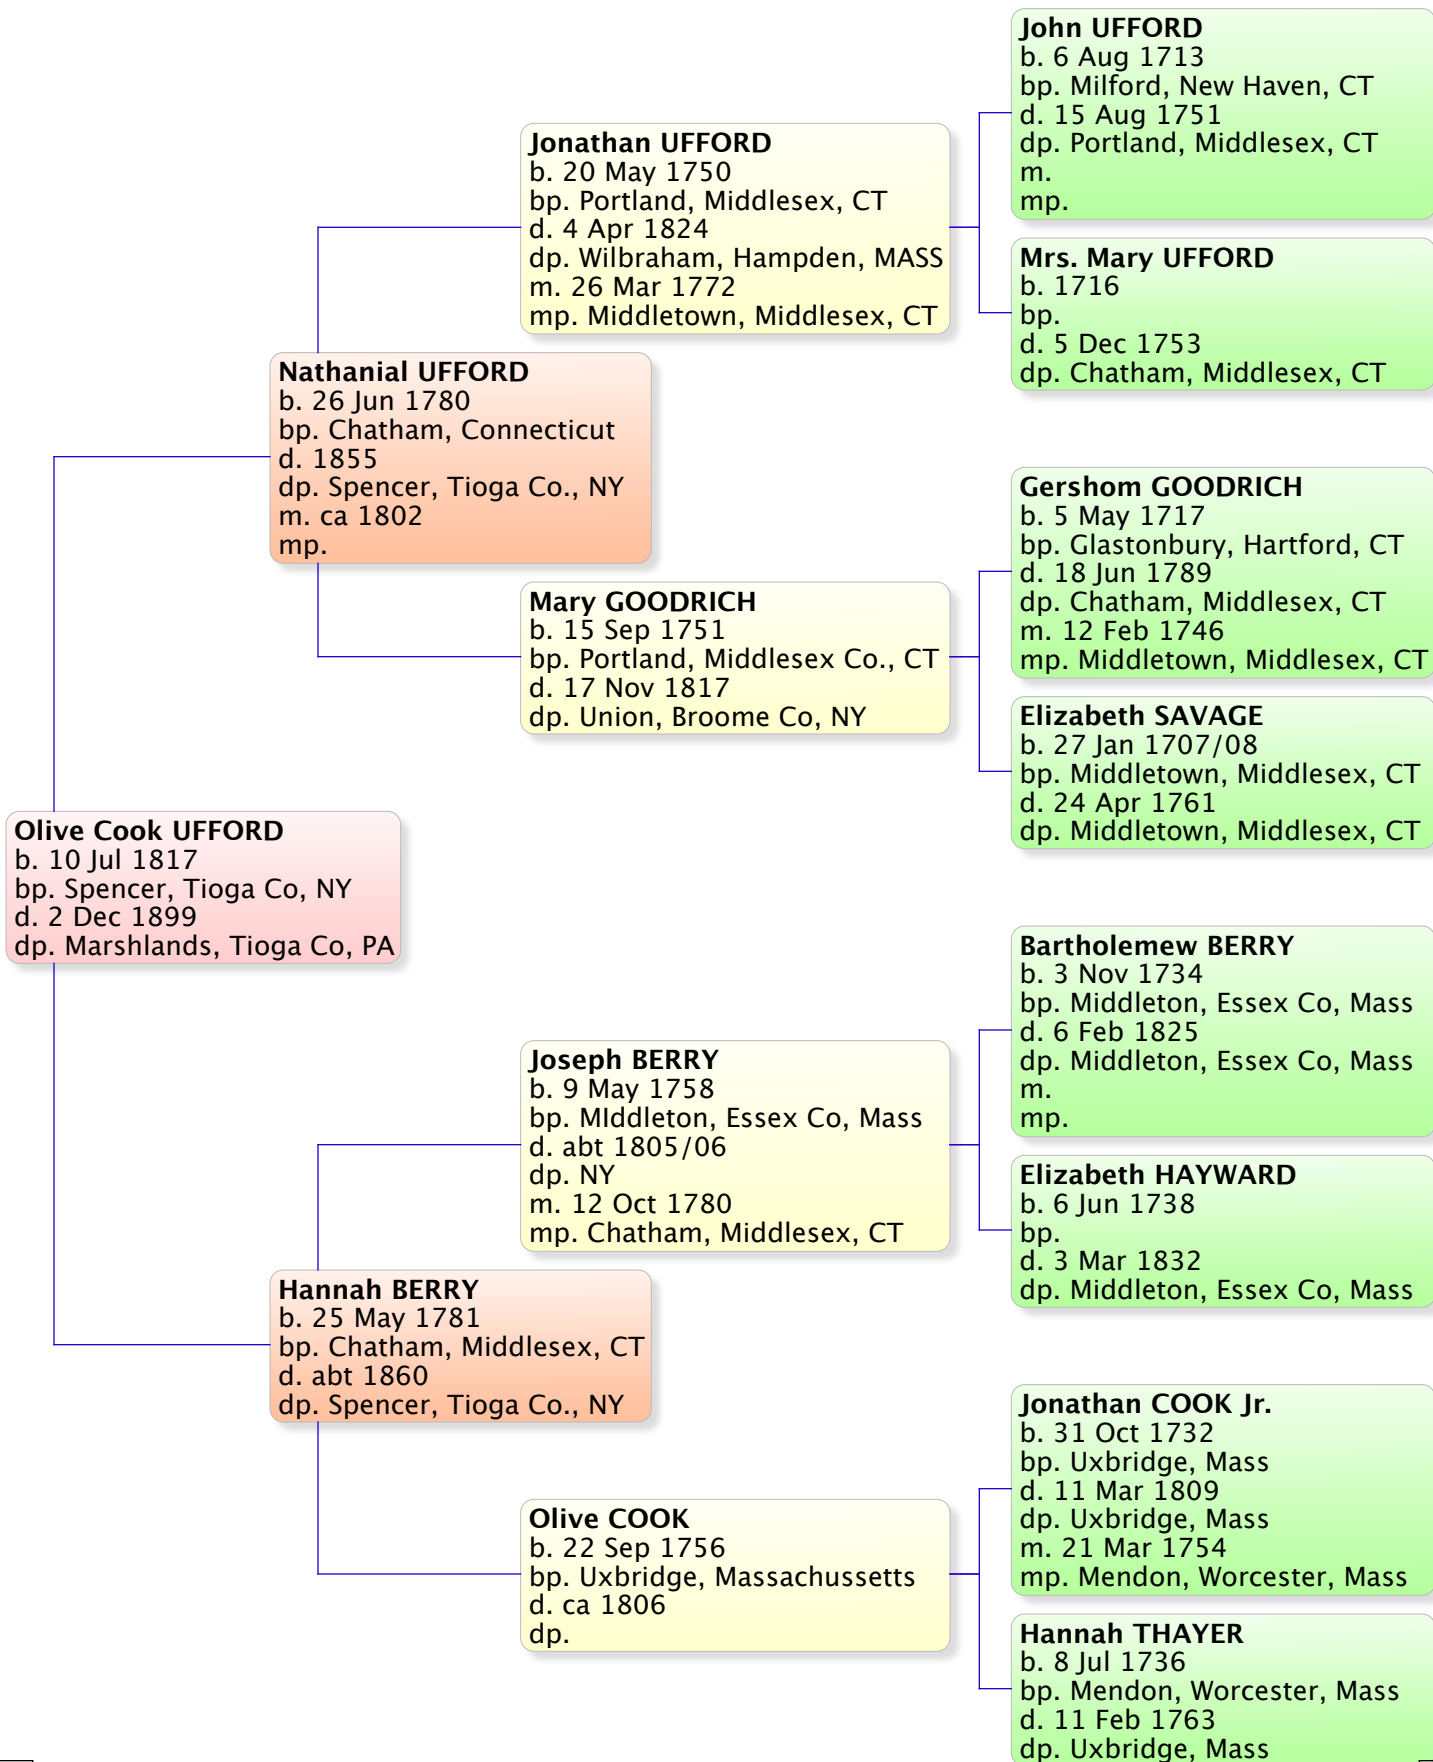 John UFFORD
b. 6 Aug 1713
bp. Milford, New Haven, CT
d. 15 Aug 1751
dp. Portland, Middlesex, CT
m.
mp.
Jonathan UFFORD
b. 20 May 1750
bp. Portland, Middlesex, CT
d. 4 Apr 1824
dp. Wilbraham, Hampden, MASS
m. 26 Mar 1772
mp. Middletown, Middlesex, CT
Mrs. Mary UFFORD
b. 1716
bp.
d. 5 Dec 1753
dp. Chatham, Middlesex, CT
Nathanial UFFORD
b. 26 Jun 1780
bp. Chatham, Connecticut
d. 1855
dp. Spencer, Tioga Co., NY
m. ca 1802
mp.
Gershom GOODRICH
b. 5 May 1717
bp. Glastonbury, Hartford, CT
d. 18 Jun 1789
dp. Chatham, Middlesex, CT
m. 12 Feb 1746
mp. Middletown, Middlesex, CT
Mary GOODRICH
b. 15 Sep 1751
bp. Portland, Middlesex Co., CT
d. 17 Nov 1817
dp. Union, Broome Co, NY
Elizabeth SAVAGE
b. 27 Jan 1707/08
bp. Middletown, Middlesex, CT
d. 24 Apr 1761
dp. Middletown, Middlesex, CT
Olive Cook UFFORD
b. 10 Jul 1817
bp. Spencer, Tioga Co, NY
d. 2 Dec 1899
dp. Marshlands, Tioga Co, PA
Bartholemew BERRY
b. 3 Nov 1734
bp. Middleton, Essex Co, Mass
d. 6 Feb 1825
dp. Middleton, Essex Co, Mass
m.
mp.
Joseph BERRY
b. 9 May 1758
bp. MIddleton, Essex Co, Mass
d. abt 1805/06
dp. NY
m. 12 Oct 1780
mp. Chatham, Middlesex, CT
Elizabeth HAYWARD
b. 6 Jun 1738
bp.
d. 3 Mar 1832
dp. Middleton, Essex Co, Mass
Hannah BERRY
b. 25 May 1781
bp. Chatham, Middlesex, CT
d. abt 1860
dp. Spencer, Tioga Co., NY
Jonathan COOK Jr.
b. 31 Oct 1732
bp. Uxbridge, Mass
d. 11 Mar 1809
dp. Uxbridge, Mass
m. 21 Mar 1754
mp. Mendon, Worcester, Mass
Olive COOK
b. 22 Sep 1756
bp. Uxbridge, Massachussetts
d. ca 1806
dp.
Hannah THAYER
b. 8 Jul 1736
bp. Mendon, Worcester, Mass
d. 11 Feb 1763
dp. Uxbridge, Mass